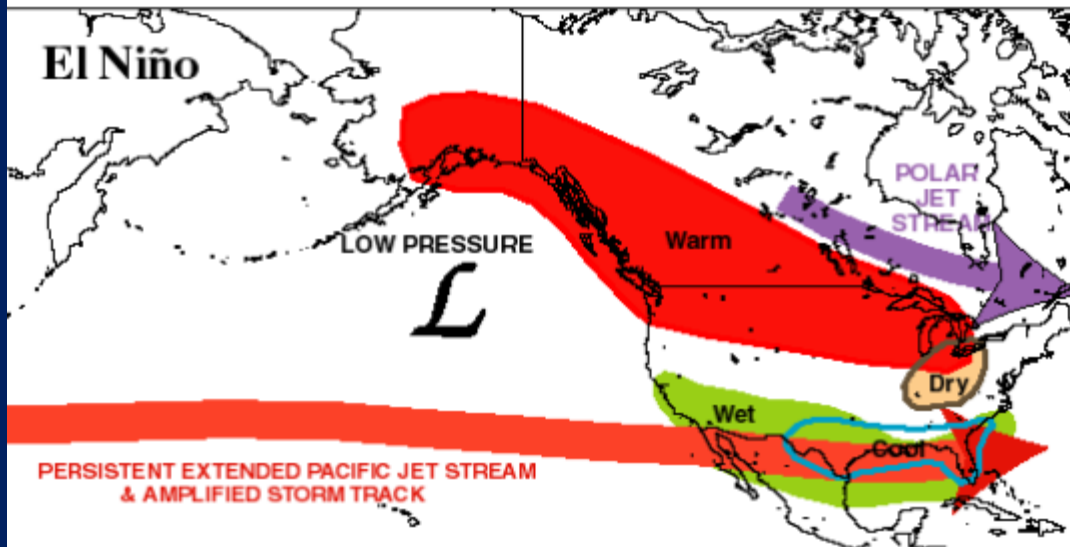 El Niño
POLAR
JET
STREAM
LOW PRESSURE
Warm
L
Dry
Wet
Cool
PERSISTENT EXTENDED PACIFIC JET STREAM
& AMPLIFIED STORM TRACK